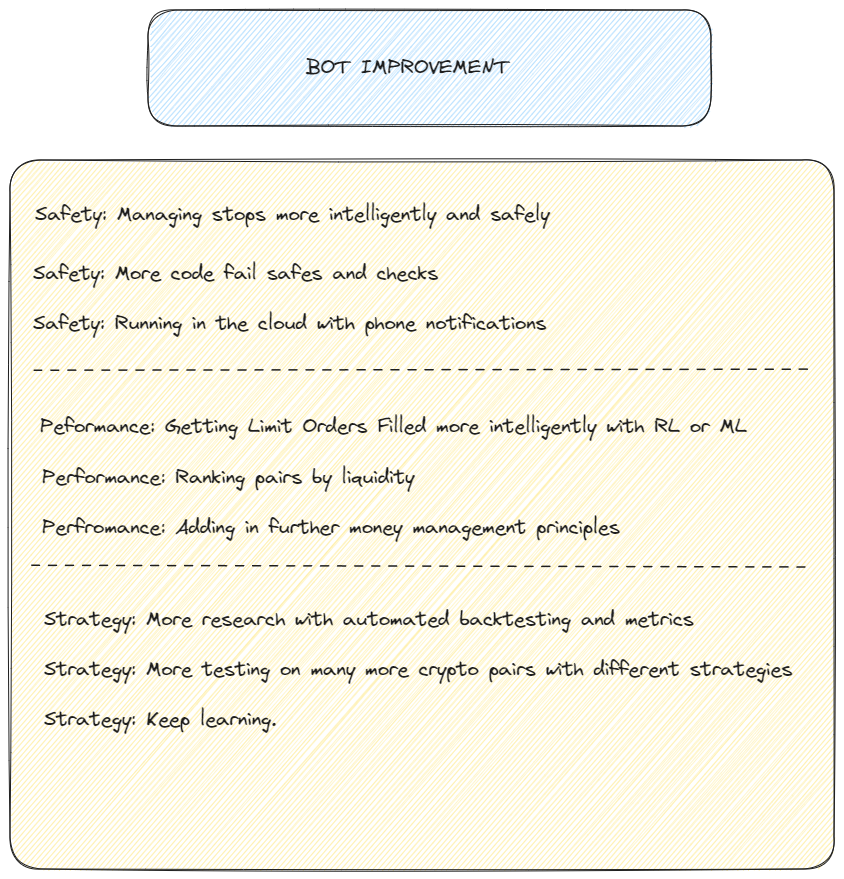 BOT IMPROVEMENT
Safety: Managing stops more intelligently and safely
Safety: More code fail safes and checks
Safety: Running in the cloud with phone notifications
Peformance: Getting Limit Orders Filled more intelligently with RL or ML
Performance: Ranking pairs by liquidity
Perfromance: Adding in further money management principles
Strategy: More research with automated backtesting and metrics
Strategy: More testing on many more crypto pairs with different strategies
Strategy: Keep learning.